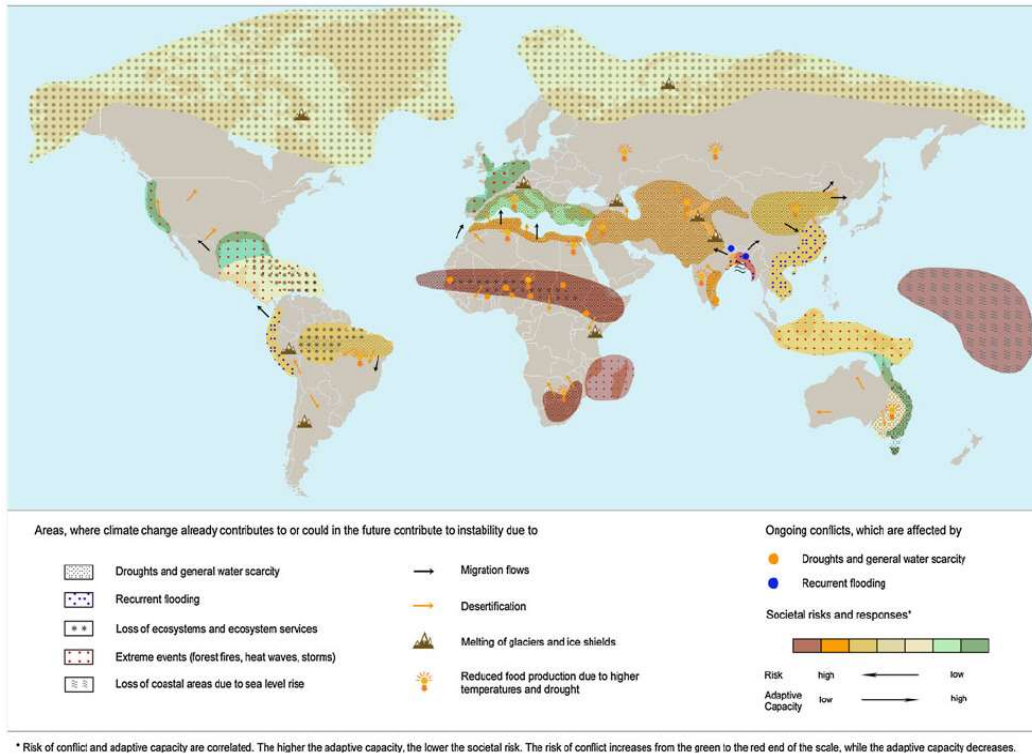 Areas, where climate change already contributes to or could in the future contribute to instability due to
Droughts and general water scarcity
Recurrent flooding
Loss of ecosystems and ecosystem services
Extreme events (forest fires, heat waves, storms)
Loss of coastal areas due to sea level rise
Migration flows
Desertification
Melting of glaciers and ice shields
Reduced food production due to higher
temperatures and drought
Ongoing conflicts, which are affected by
Droughts and general water scarcity
Recurrent flooding
Societal risks and responses*
Risk high low
Adaptive
Capacity low high
* Risk of conflict and adaptive capacity are correlated. The higher the adaptive capacity, the lower the societal risk. The risk of conflict increases from the green to the red end of the scale, while the adaptive capacity decreases.